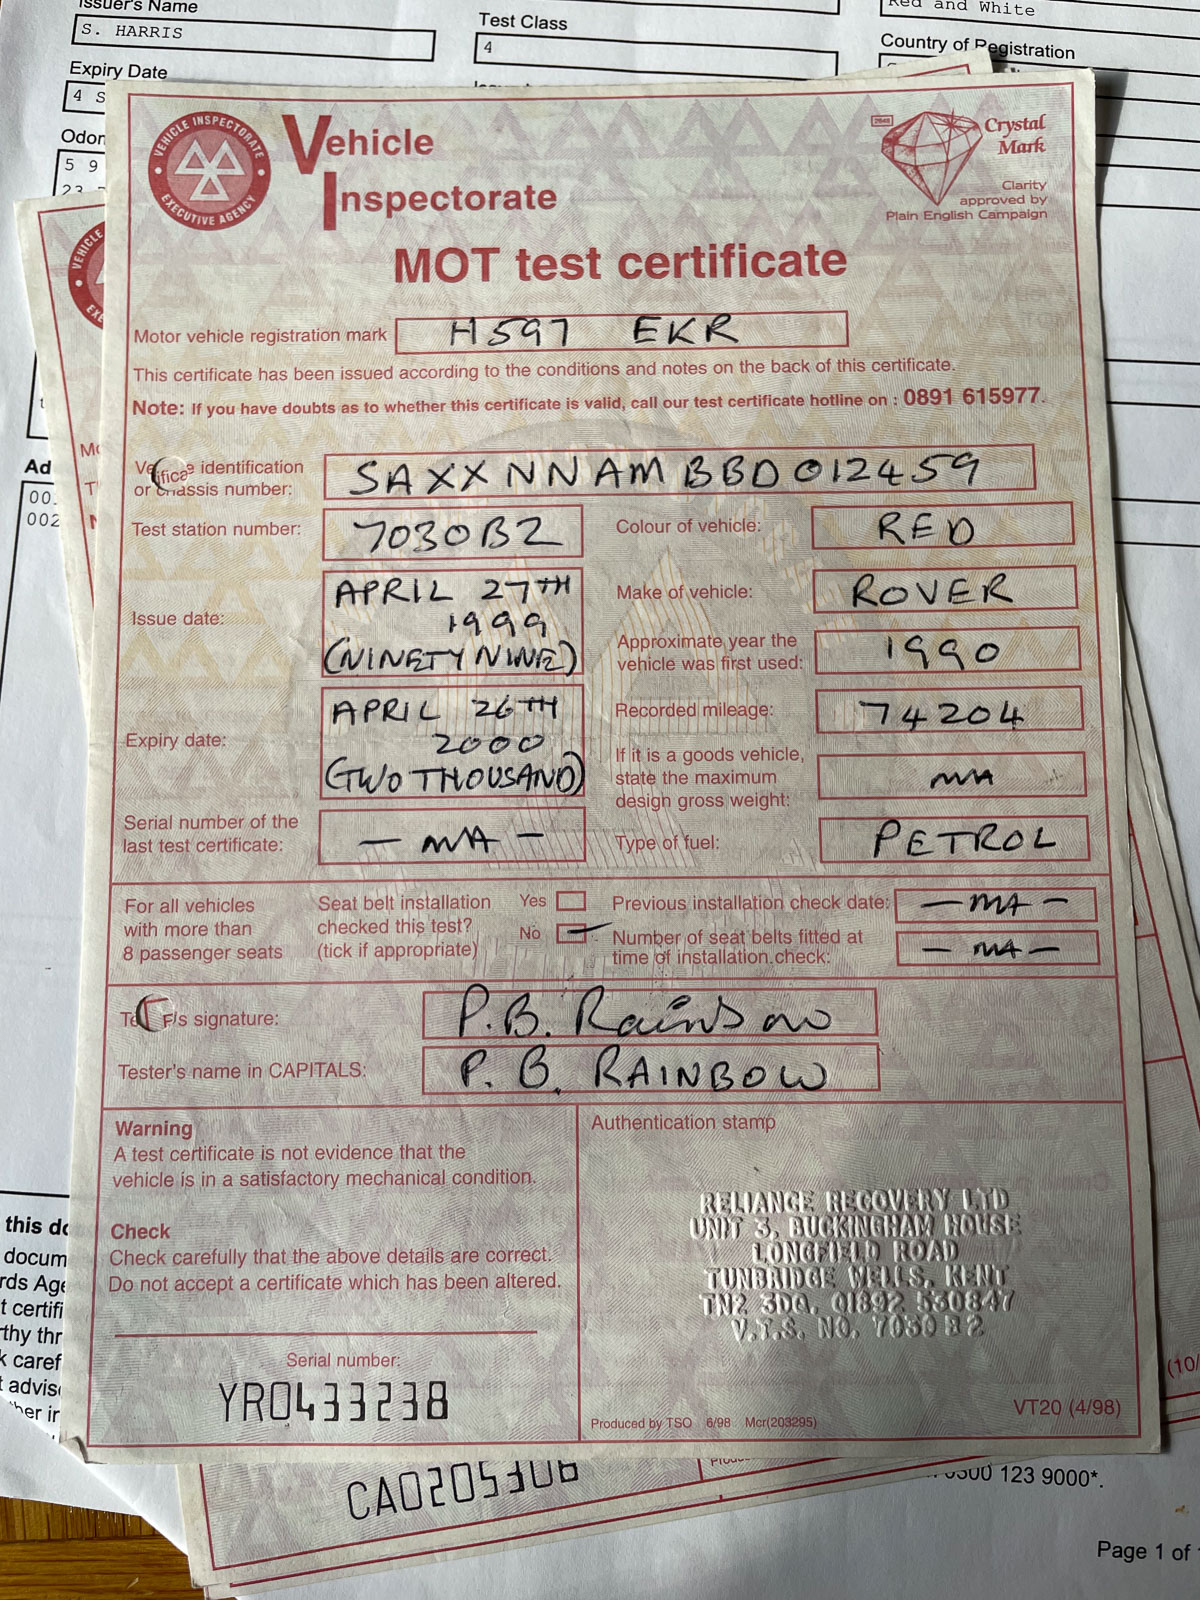 Issuer's Name
S. HARRIS
Test Class
4
Red and White
Country of Registration
Expiry Date
4 S
5 9
Ad
00
002
VEHICLE INSPECTORATE
EXECUTIVE AGENCY
Vehicle
Inspectorate
Crystal
Mark
Clarity
approved by
Plain English Campaign
MOT test certificate
Motor vehicle registration mark H597 EKR
This certificate has been issued according to the conditions and notes on the back of this certificate.
Note: If you have doubts as to whether this certificate is valid, call our test certificate hotline on : 0891 615977.
identification
or chassis number:
SAXXNNAMBBD012459
Test station number: 7030B2
Colour of vehicle: RED
Issue date:
APRIL 27TH
1999
(NINETY NINE)
Make of vehicle: ROVER
Approximate year the
vehicle was first used:
1990
Expiry date:
APRIL 26TH
2000
(TWO THOUSAND)
Recorded mileage: 74204
If it is a goods vehicle,
state the maximum
design gross weight:
N/A
Serial number of the
last test certificate:
— N/A —
Type of fuel: PETROL
For all vehicles
with more than
8 passenger seats
Seat belt installation
checked this test?
(tick if appropriate)
Yes
No
Previous installation check date: — N/A —
Number of seat belts fitted at
time of installation check:
— N/A —
signature: P.B. Rainbow
Tester's name in CAPITALS: P. B. RAINBOW
Warning
A test certificate is not evidence that the
vehicle is in a satisfactory mechanical condition.
Check
Check carefully that the above details are correct.
Do not accept a certificate which has been altered.
Serial number:
YR0433238
Authentication stamp
RELIANCE RECOVERY LTD
UNIT 3, BUCKINGHAM HOUSE
LONGFIELD ROAD
TUNBRIDGE WELLS, KENT
TN2 3DQ. 01892 530847
V.T.S. NO. 7030 B2
Produced by TSO 6/98 Mcr(203295)
VT20 (4/98)
this
docum
t certifi
CA0205306
0300 123 9000*.
Page 1 of